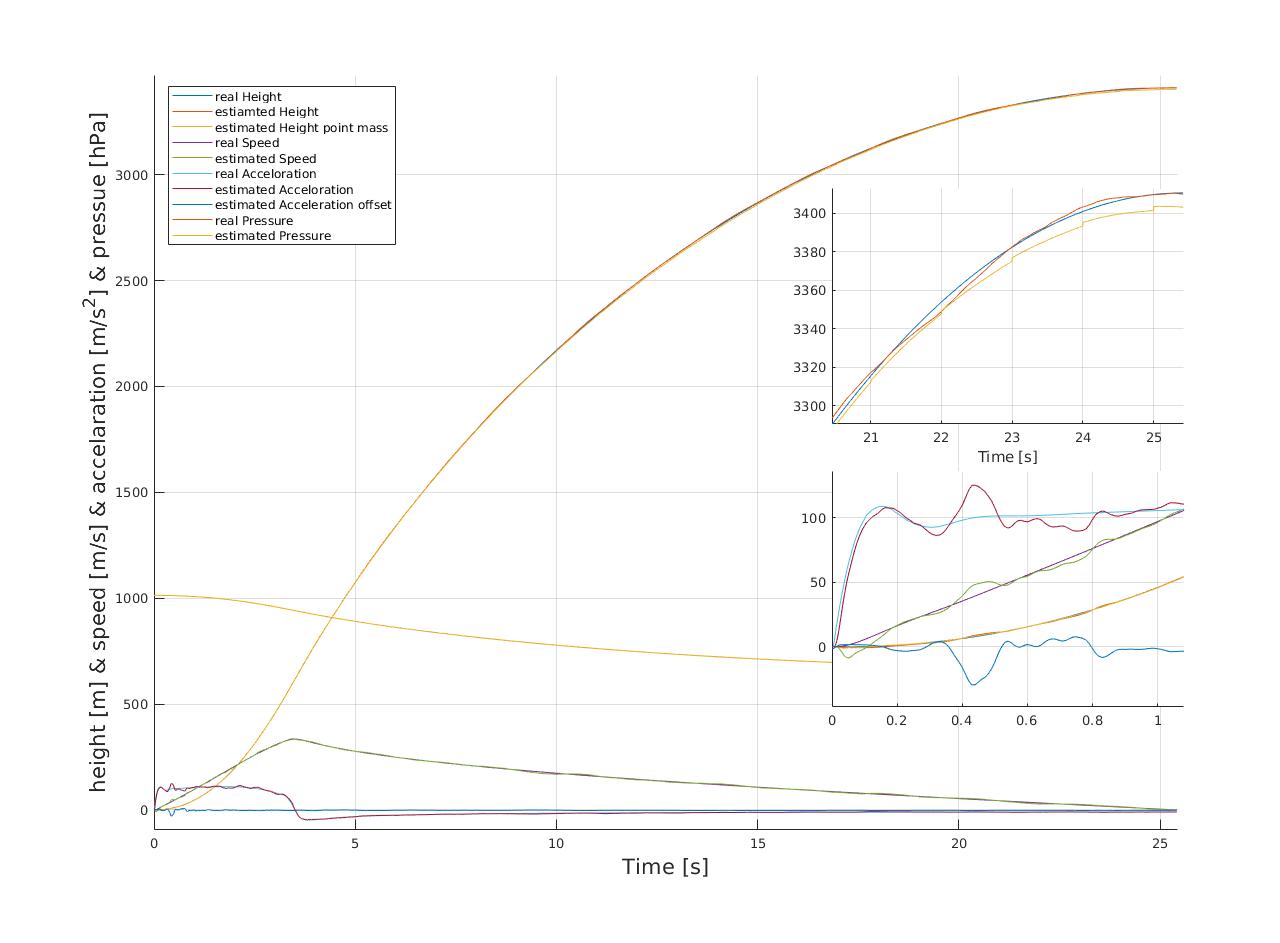 real Height
estiamted Height
estimated Height point mass
real Speed
estimated Speed
real Acceloration
estimated Acceloration
estimated Acceloration offset
real Pressure
estimated Pressure
height [m] & speed [m/s] & accelaration [m/s2] & pressue [hPa]
3000
2500
2000
1500
1000
500
0
0 5 10 15 20 25
Time [s]
3400
3380
3360
3340
3320
3300
21 22 23 24 25
Time [s]
100
50
0
0 0.2 0.4 0.6 0.8 1